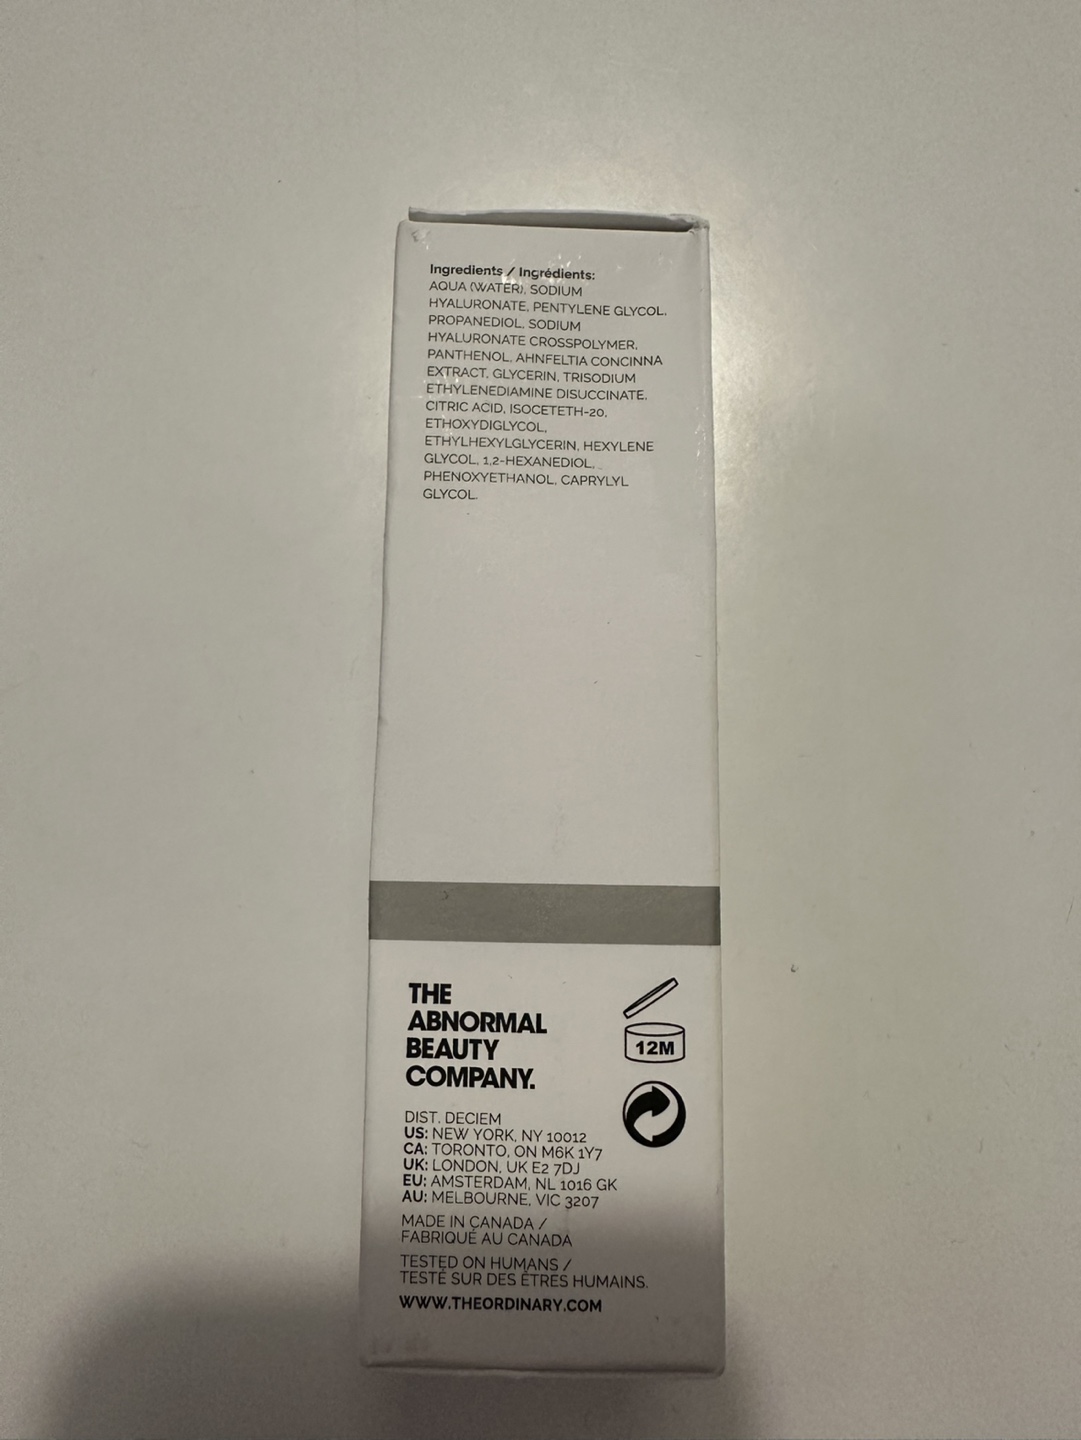 Ingredients / Ingrédients:
AQUA (WATER), SODIUM
HYALURONATE, PENTYLENE GLYCOL,
PROPANEDIOL, SODIUM
HYALURONATE CROSSPOLYMER,
PANTHENOL, AHNFELTIA CONCINNA
EXTRACT, GLYCERIN, TRISODIUM
ETHYLENEDIAMINE DISUCCINATE,
CITRIC ACID, ISOCETETH-20,
ETHOXYDIGLYCOL,
ETHYLHEXYLGLYCERIN, HEXYLENE
GLYCOL, 1,2-HEXANEDIOL,
PHENOXYETHANOL, CAPRYLYL
GLYCOL.
THE
ABNORMAL
BEAUTY
COMPANY.
12M
DIST. DECIEM
US: NEW YORK, NY 10012
CA: TORONTO, ON M6K 1Y7
UK: LONDON, UK E2 7DJ
EU: AMSTERDAM, NL 1016 GK
AU: MELBOURNE, VIC 3207
MADE IN CANADA /
FABRIQUÉ AU CANADA
TESTED ON HUMANS /
TESTÉ SUR DES ÊTRES HUMAINS.
WWW.THEORDINARY.COM